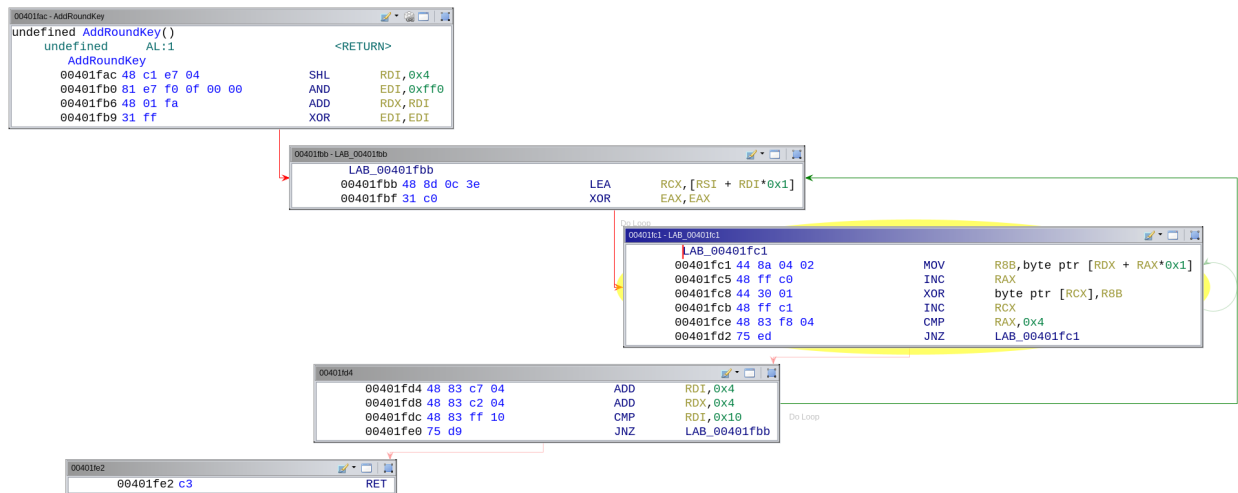 00401fac - AddRoundKey
undefined AddRoundKey()
undefined AL:1 <RETURN>
AddRoundKey
00401fac 48 c1 e7 04 SHL RDI,0x4
00401fb0 81 e7 f0 0f 00 00 AND EDI,0xff0
00401fb6 48 01 fa ADD RDX,RDI
00401fb9 31 ff XOR EDI,EDI
00401fbb - LAB_00401fbb
LAB_00401fbb
00401fbb 48 8d 0c 3e LEA RCX,[RSI + RDI*0x1]
00401fbf 31 c0 XOR EAX,EAX
Do Loop
00401fc1 - LAB_00401fc1
LAB_00401fc1
00401fc1 44 8a 04 02 MOV R8B,byte ptr [RDX + RAX*0x1]
00401fc5 48 ff c0 INC RAX
00401fc8 44 30 01 XOR byte ptr [RCX],R8B
00401fcb 48 ff c1 INC RCX
00401fce 48 83 f8 04 CMP RAX,0x4
00401fd2 75 ed JNZ LAB_00401fc1
00401fd4
00401fd4 48 83 c7 04 ADD RDI,0x4
00401fd8 48 83 c2 04 ADD RDX,0x4
00401fdc 48 83 ff 10 CMP RDI,0x10
00401fe0 75 d9 JNZ LAB_00401fbb
Do Loop
00401fe2
00401fe2 c3 RET